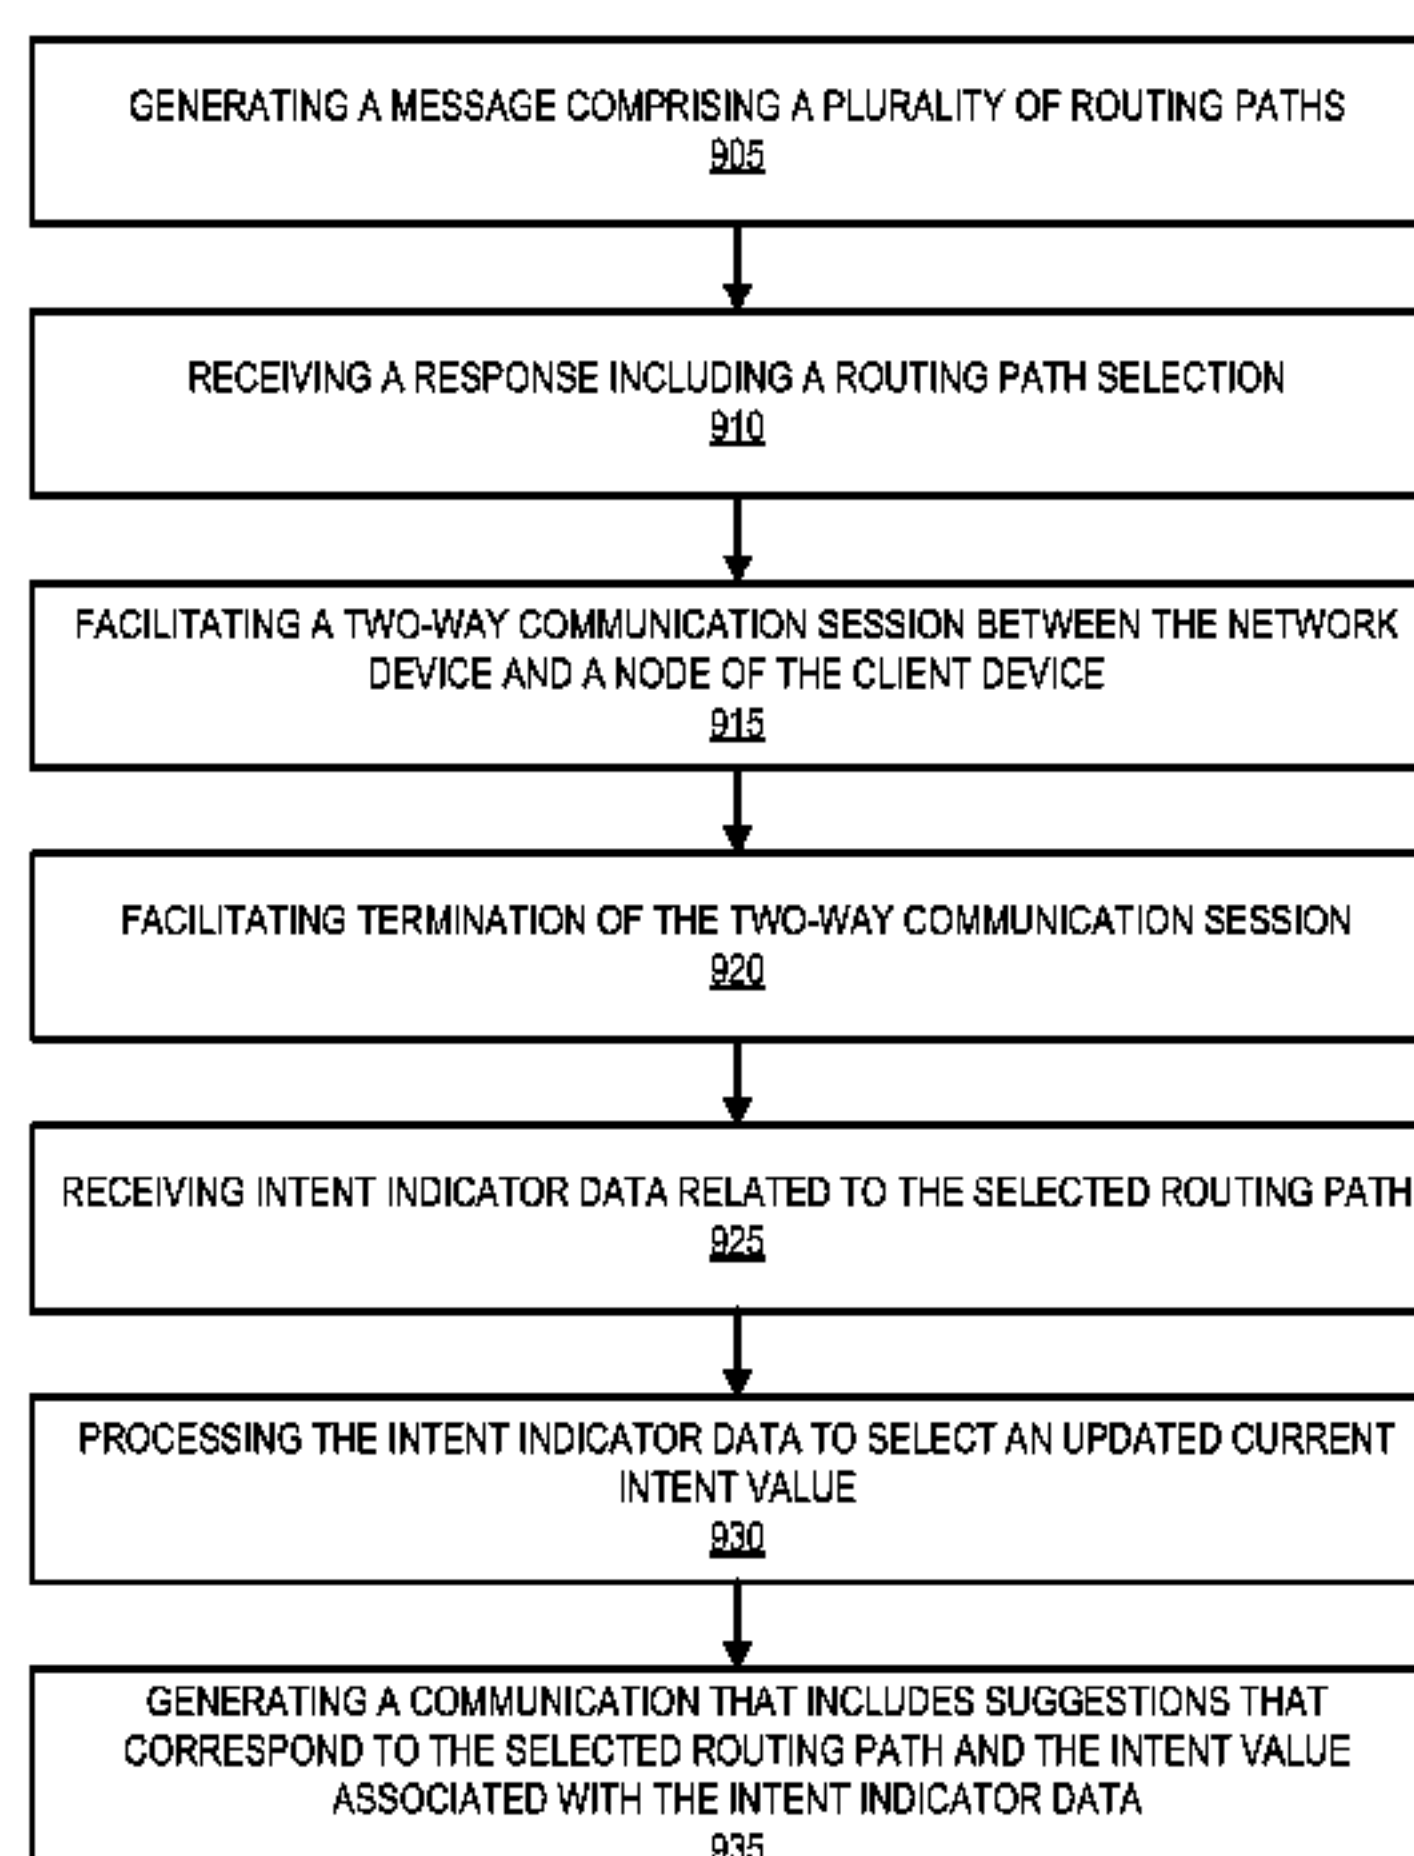 GENERATING A MESSAGE COMPRISING A PLURALITY OF ROUTING PATHS
905
RECEIVING A RESPONSE INCLUDING A ROUTING PATH SELECTION
910
FACILITATING A TWO-WAY COMMUNICATION SESSION BETWEEN THE NETWORK
DEVICE AND A NODE OF THE CLIENT DEVICE
915
FACILITATING TERMINATION OF THE TWO-WAY COMMUNICATION SESSION
920
RECEIVING INTENT INDICATOR DATA RELATED TO THE SELECTED ROUTING PATH
925
PROCESSING THE INTENT INDICATOR DATA TO SELECT AN UPDATED CURRENT
INTENT VALUE
930
GENERATING A COMMUNICATION THAT INCLUDES SUGGESTIONS THAT
CORRESPOND TO THE SELECTED ROUTING PATH AND THE INTENT VALUE
ASSOCIATED WITH THE INTENT INDICATOR DATA
935